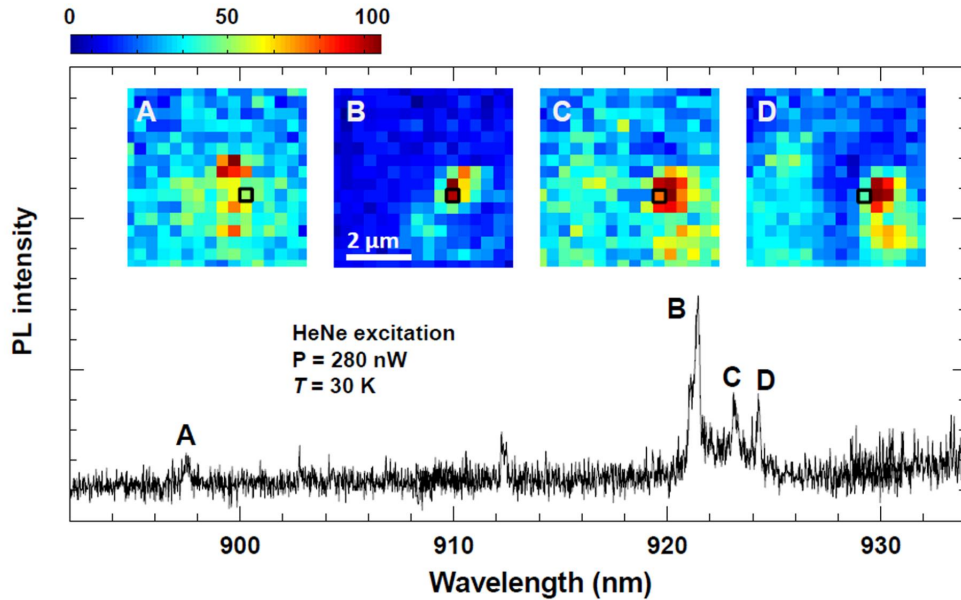 0 50 100
A B C D
2 µm
HeNe excitation
P = 280 nW
T = 30 K
A
B
C D
900 910 920 930
Wavelength (nm)
PL intensity